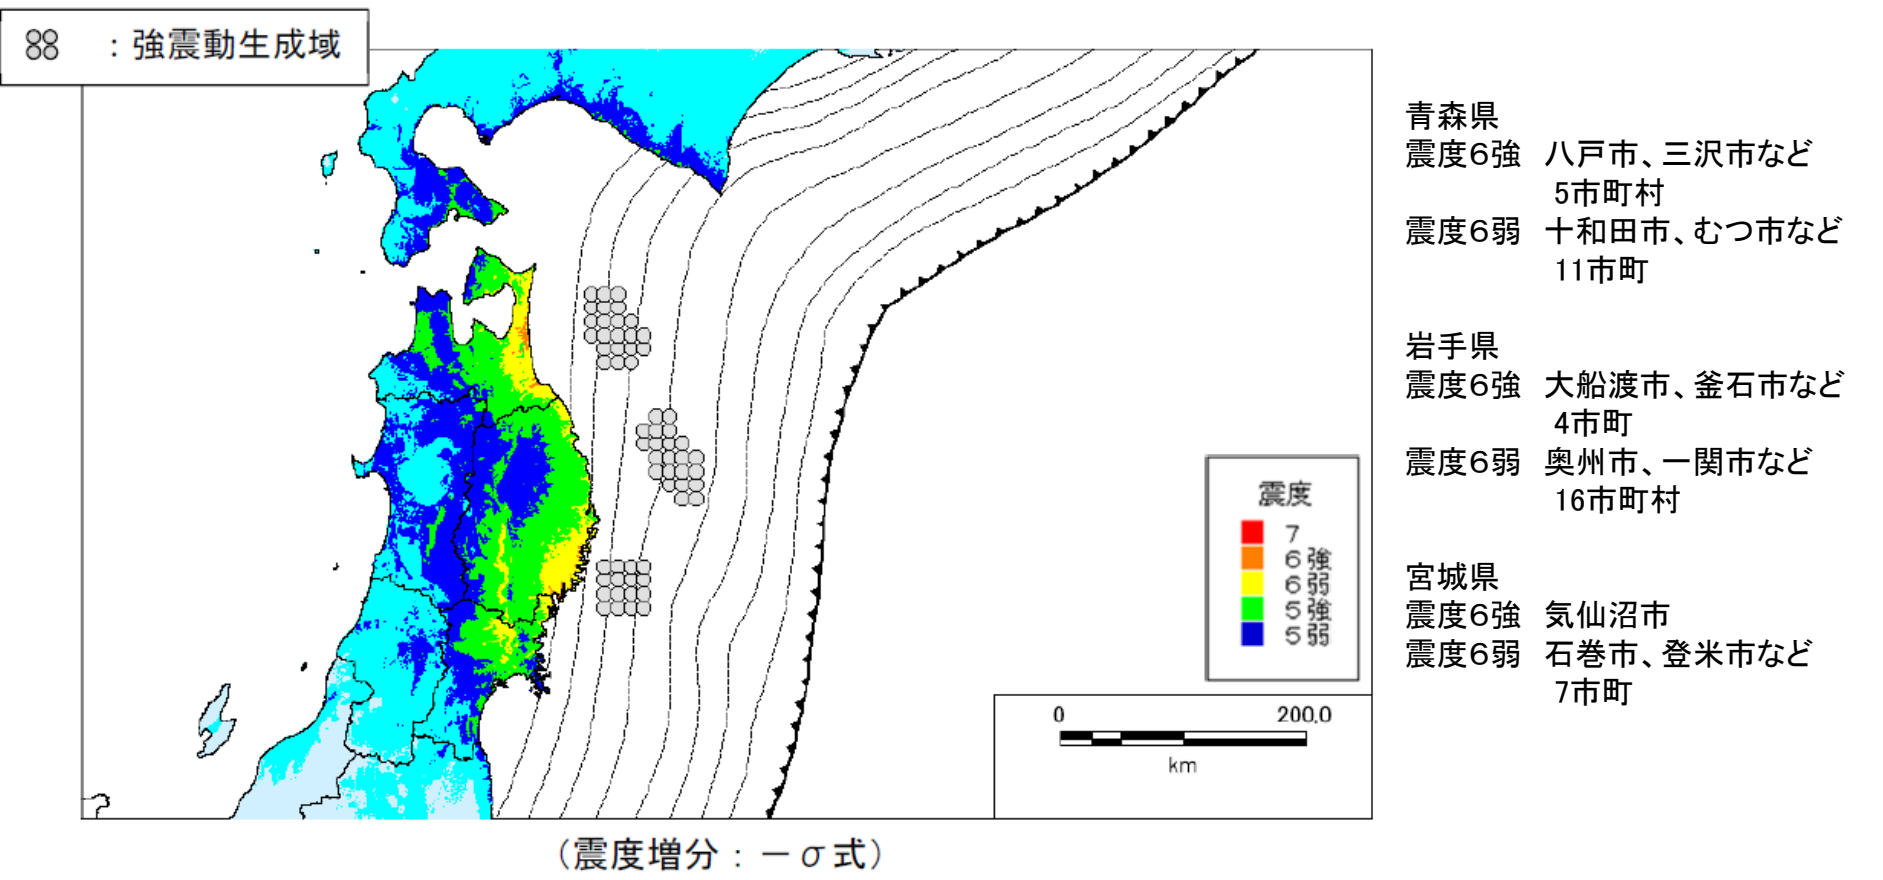 ：強震動生成域
青森県
震度６強　八戸市、三沢市など
5市町村
震度６弱　十和田市、むつ市など
11市町
岩手県
震度６強　大船渡市、釜石市など
4市町
震度６弱　奥州市、一関市など
16市町村
宮城県
震度６強　気仙沼市
震度６弱　石巻市、登米市など
7市町
震度
7
６強
６弱
５強
５弱
0　200.0
km
（震度増分：－σ式）